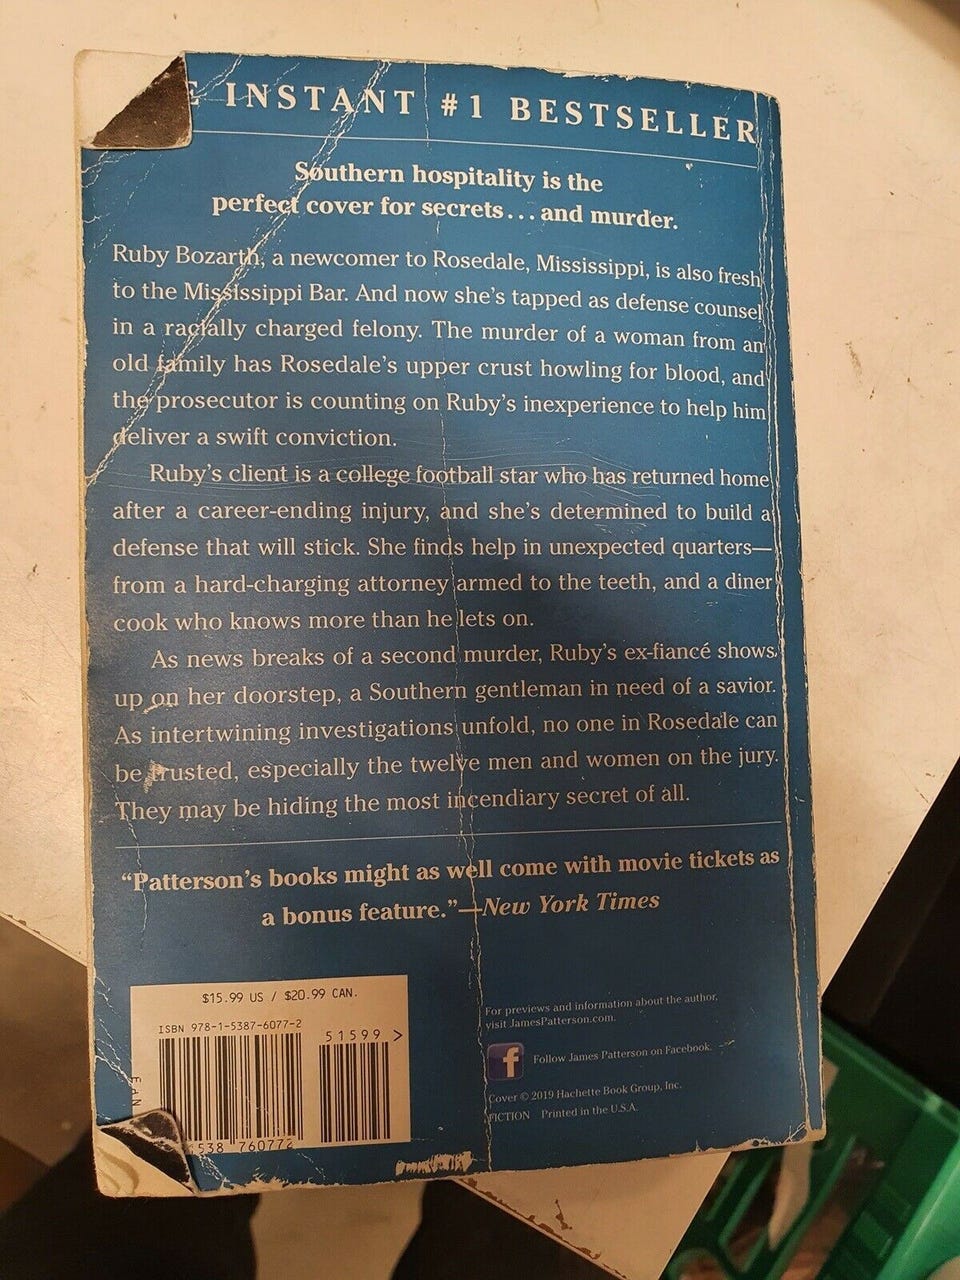 E INSTANT #1 BESTSELLER
Southern hospitality is the
perfect cover for secrets... and murder.
Ruby Bozarth, a newcomer to Rosedale, Mississippi, is also fresh
to the Mississippi Bar. And now she's tapped as defense counsel
in a racially charged felony. The murder of a woman from an
old family has Rosedale's upper crust howling for blood, and
the prosecutor is counting on Ruby's inexperience to help him
deliver a swift conviction.
Ruby's client is a college football star who has returned home
after a career-ending injury, and she's determined to build a
defense that will stick. She finds help in unexpected quarters—
from a hard-charging attorney armed to the teeth, and a diner
cook who knows more than he lets on.
As news breaks of a second murder, Ruby's ex-fiancé shows
up on her doorstep, a Southern gentleman in need of a savior.
As intertwining investigations unfold, no one in Rosedale can
be trusted, especially the twelve men and women on the jury.
They may be hiding the most incendiary secret of all.
“Patterson's books might as well come with movie tickets as
a bonus feature.”—New York Times
$15.99 US / $20.99 CAN.
ISBN 978-1-5387-6077-2
51599 >
EAN
538 760772
For previews and information about the author,
visit JamesPatterson.com.
f Follow James Patterson on Facebook.
Cover © 2019 Hachette Book Group, Inc.
FICTION Printed in the U.S.A.